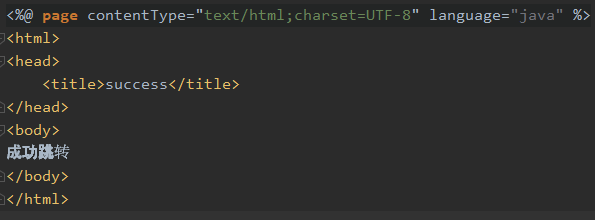 <%@ page contentType="text/html;charset=UTF-8" language="java" %>
<html>
<head>
    <title>success</title>
</head>
<body>
成功跳转
</body>
</html>